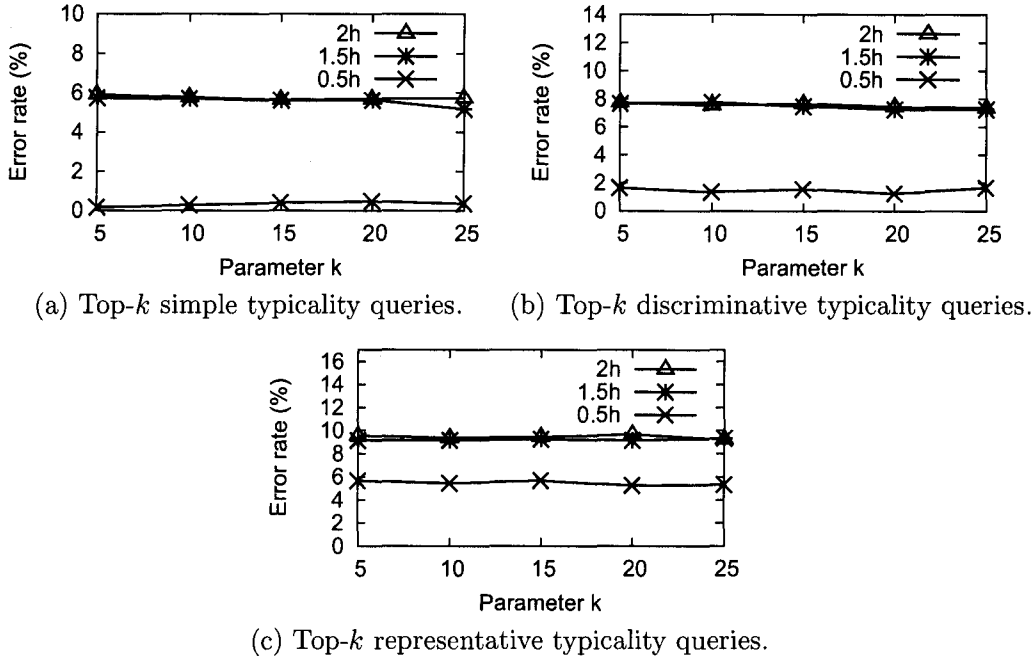 10
8
6
4
2
0
Error rate (%)
2h
1.5h
0.5h
5 10 15 20 25
Parameter k
(a) Top-k simple typicality queries.
14
12
10
8
6
4
2
0
Error rate (%)
2h
1.5h
0.5h
5 10 15 20 25
Parameter k
(b) Top-k discriminative typicality queries.
16
14
12
10
8
6
4
2
0
Error rate (%)
2h
1.5h
0.5h
5 10 15 20 25
Parameter k
(c) Top-k representative typicality queries.